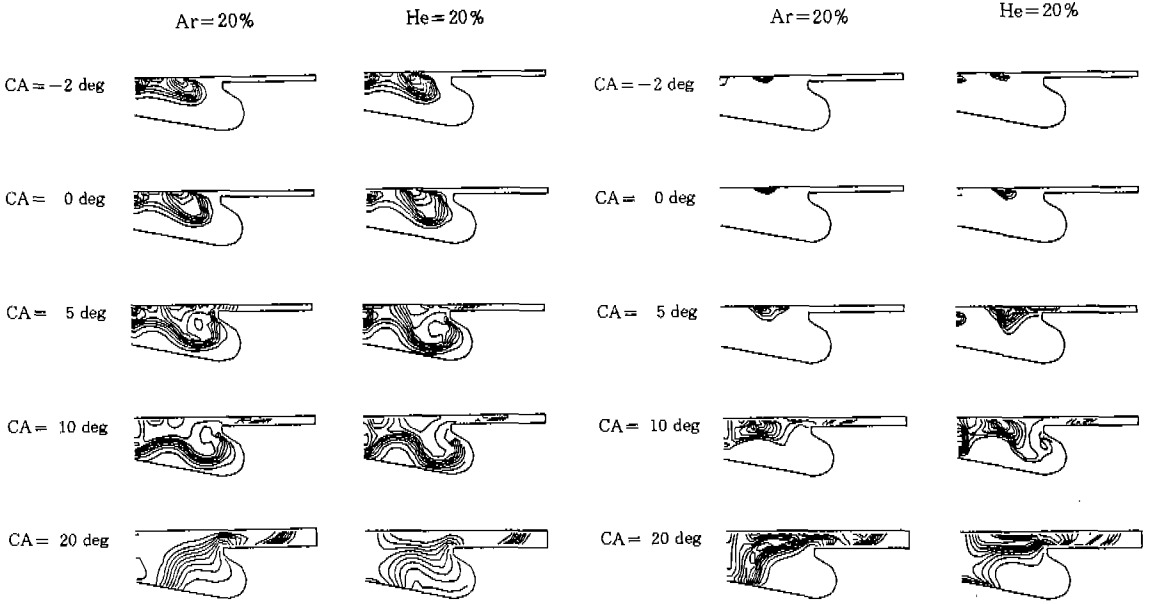 Ar=20% He=20% Ar=20% He=20%
CA=-2 deg CA=-2 deg
CA= 0 deg CA= 0 deg
CA= 5 deg CA= 5 deg
CA= 10 deg CA= 10 deg
CA= 20 deg CA= 20 deg